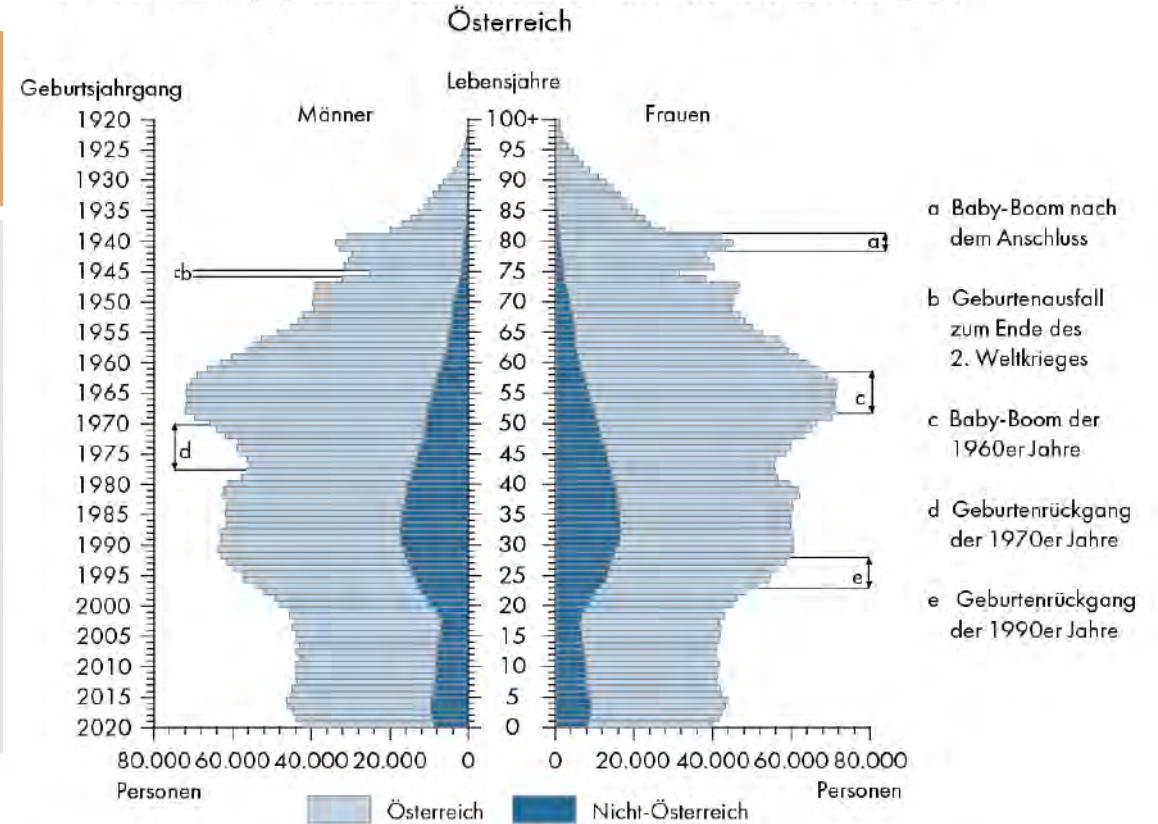 Österreich
Geburtsjahrgang
Lebensjahre
Männer
Frauen
1920
1925
1930
1935
1940
1945
1950
1955
1960
1965
1970
1975
1980
1985
1990
1995
2000
2005
2010
2015
2020
100+
95
90
85
80
75
70
65
60
55
50
45
40
35
30
25
20
15
10
5
0
b
d
a
c
e
80.000 60.000 40.000 20.000 0
0 20.000 40.000 60.000 80.000
Personen
Personen
Österreich
Nicht-Österreich
a Baby-Boom nach
dem Anschluss
b Geburtenausfall
zum Ende des
2. Weltkrieges
c Baby-Boom der
1960er Jahre
d Geburtenrückgang
der 1970er Jahre
e Geburtenrückgang
der 1990er Jahre